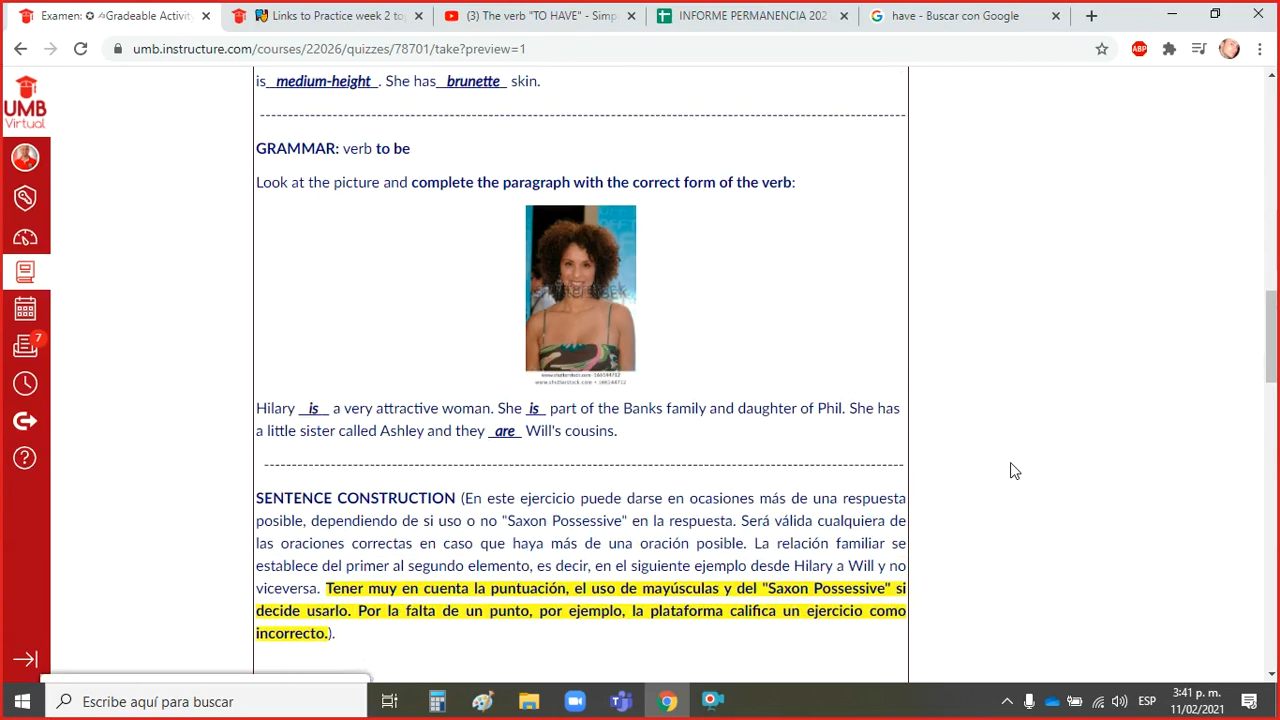 Examen: ✪ Gradeable Activit
Links to Practice week 2 to
(3) The verb "TO HAVE" - Simp
INFORME PERMANENCIA 202
have - Buscar con Google
umb.instructure.com/courses/22026/quizzes/78701/take?preview=1
ABP
UMB
Virtual
7
is medium-height . She has brunette skin.
GRAMMAR: verb to be
Look at the picture and complete the paragraph with the correct form of the verb:
shutterstock
www.shutterstock.com · 166144712
Hilary is a very attractive woman. She is part of the Banks family and daughter of Phil. She has
a little sister called Ashley and they are Will's cousins.
SENTENCE CONSTRUCTION (En este ejercicio puede darse en ocasiones más de una respuesta
posible, dependiendo de si uso o no "Saxon Possessive" en la respuesta. Será válida cualquiera de
las oraciones correctas en caso que haya más de una oración posible. La relación familiar se
establece del primer al segundo elemento, es decir, en el siguiente ejemplo desde Hilary a Will y no
viceversa. Tener muy en cuenta la puntuación, el uso de mayúsculas y del "Saxon Possessive" si
decide usarlo. Por la falta de un punto, por ejemplo, la plataforma califica un ejercicio como
incorrecto.).
Escribe aquí para buscar
ESP
3:41 p. m.
11/02/2021